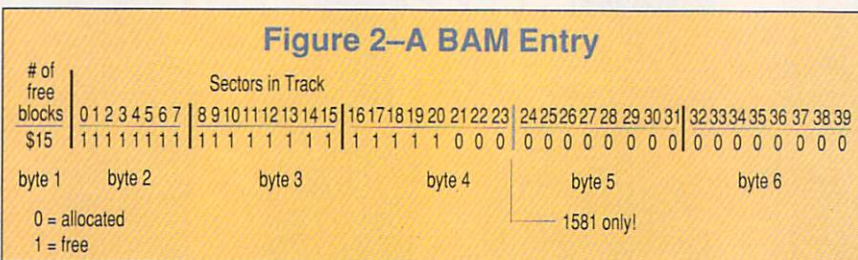 Figure 2–A BAM Entry
# of
free
blocks
Sectors in Track
0 1 2 3 4 5 6 7 8 9 10 11 12 13 14 15 16 17 18 19 20 21 22 23 24 25 26 27 28 29 30 31 32 33 34 35 36 37 38 39
$15 1 1 1 1 1 1 1 1 1 1 1 1 1 1 1 1 1 1 1 1 1 0 0 0 0 0 0 0 0 0 0 0 0 0 0 0 0 0 0 0
byte 1 byte 2 byte 3 byte 4 byte 5 byte 6
0 = allocated
1581 only!
1 = free